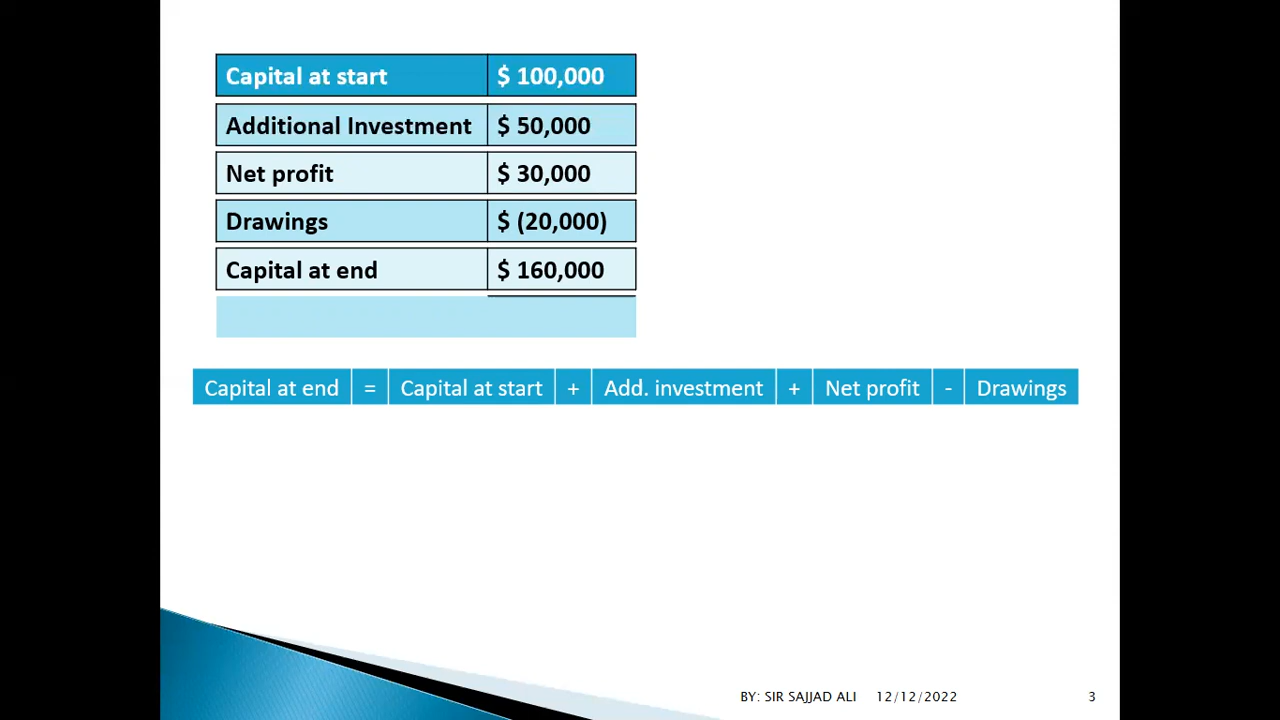 Capital at start $ 100,000
Additional Investment $ 50,000
Net profit $ 30,000
Drawings $ (20,000)
Capital at end $ 160,000
Capital at end = Capital at start + Add. investment + Net profit - Drawings
BY: SIR SAJJAD ALI 12/12/2022 3